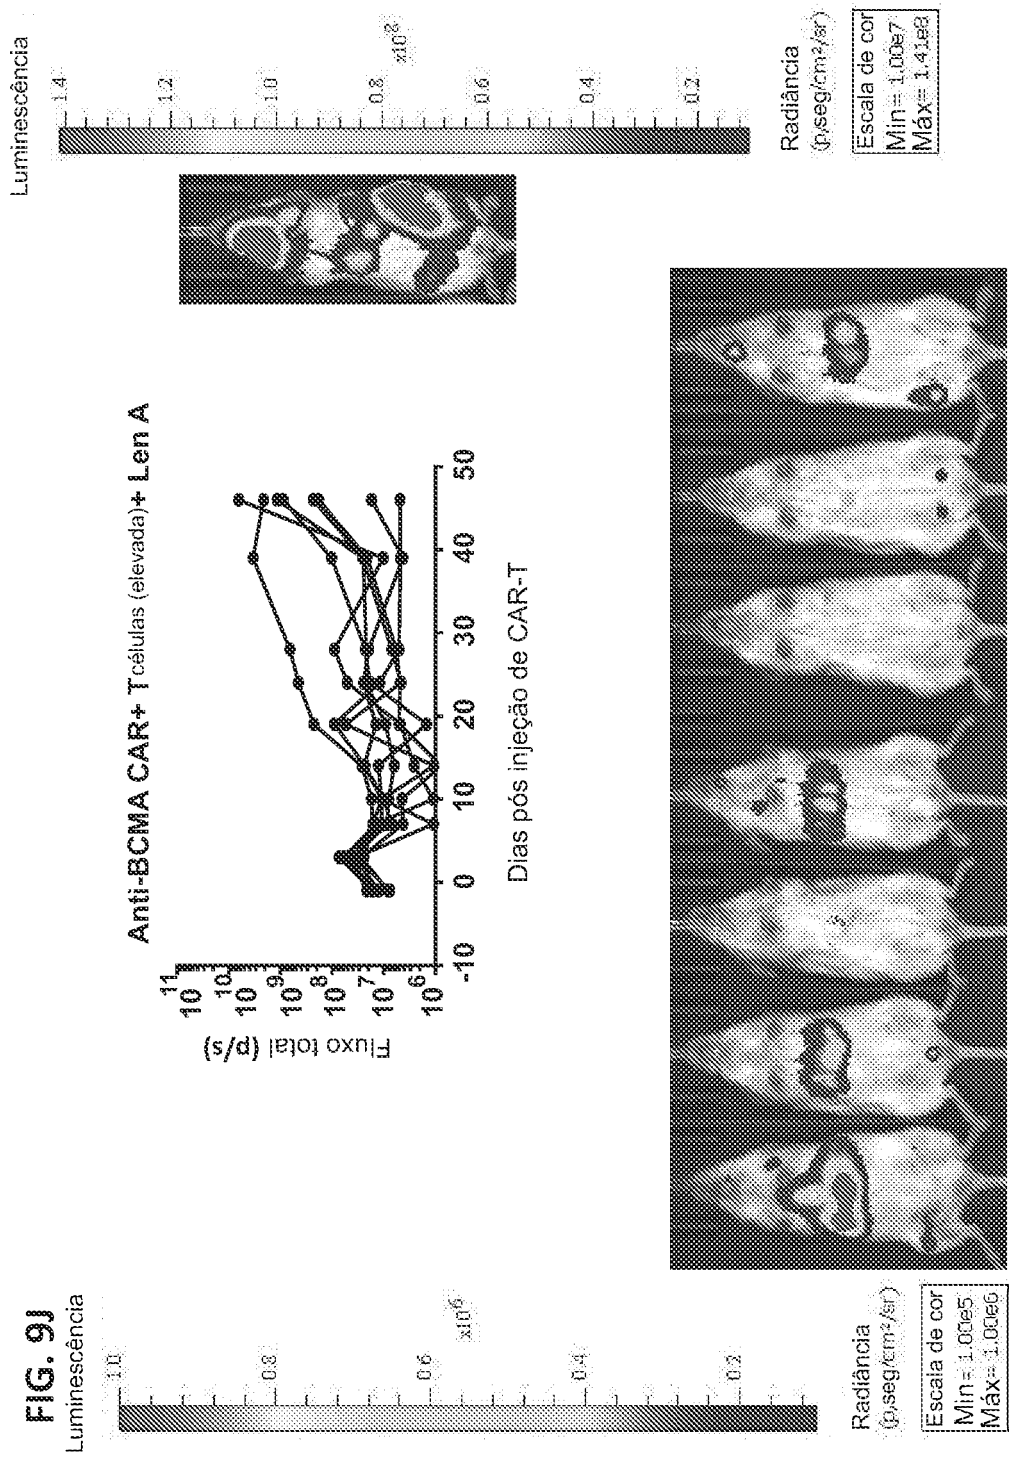 FIG. 9J
Luminescência
1.0
0.8
0.6
x10⁶
0.4
0.2
Radiância
(p/seg/cm²/sr)
Escala de cor
Min = 1.00e5
Máx = 1.00e6
Anti-BCMA CAR+ T células (elevada)+ Len A
Fluxo total (p/s)
10¹¹
10¹⁰
10⁹
10⁸
10⁷
10⁶
-10
0
10
20
30
40
50
Dias pós injeção de CAR-T
Luminescência
1.4
1.2
1.0
0.8
0.6
0.4
0.2
Radiância
(p/seg/cm²/sr)
Escala de cor
Min = 1.00e7
Máx = 1.41e8